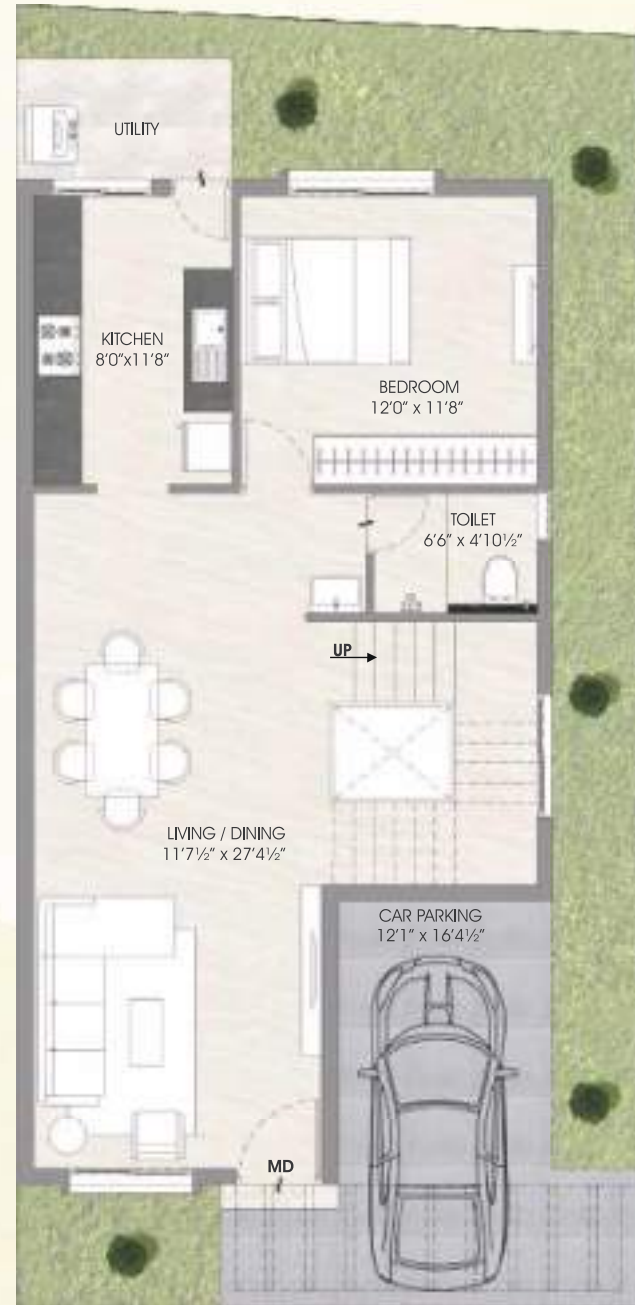 UTILITY
KITCHEN
8'0"x11'8"
BEDROOM
12'0" x 11'8"
TOILET
6'6" x 4'10½"
UP
LIVING / DINING
11'7½" x 27'4½"
CAR PARKING
12'1" x 16'4½"
MD